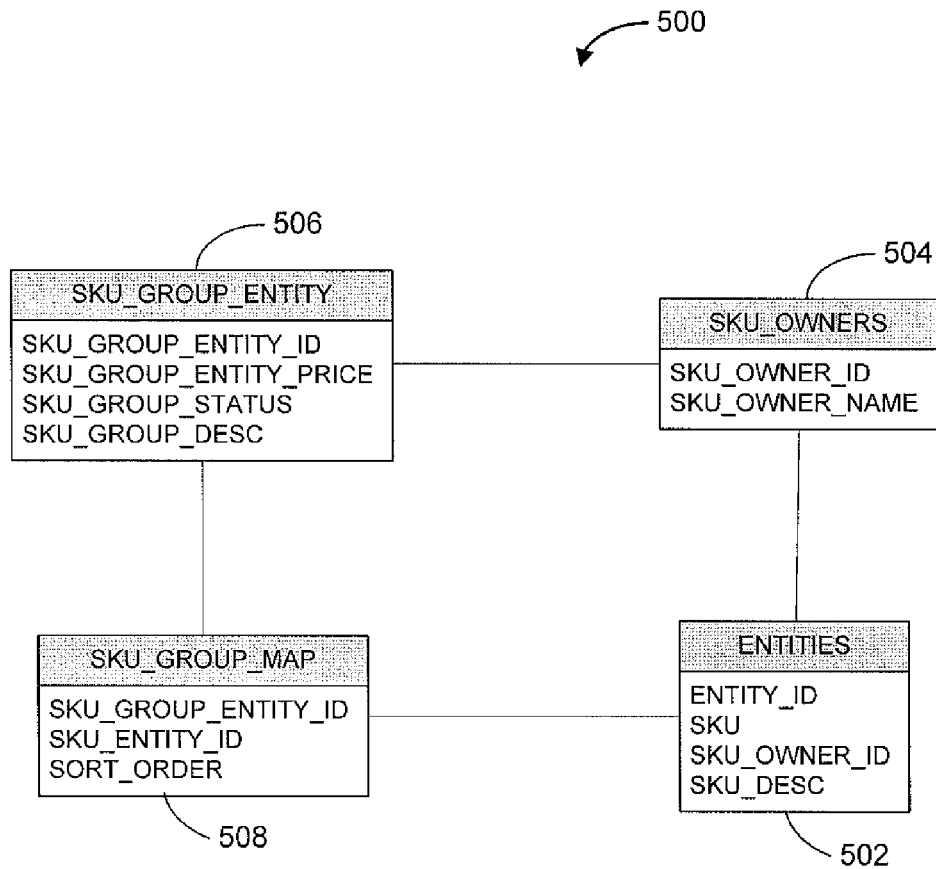 500
506
SKU_GROUP_ENTITY
SKU_GROUP_ENTITY_ID
SKU_GROUP_ENTITY_PRICE
SKU_GROUP_STATUS
SKU_GROUP_DESC
504
SKU_OWNERS
SKU_OWNER_ID
SKU_OWNER_NAME
SKU_GROUP_MAP
SKU_GROUP_ENTITY_ID
SKU_ENTITY_ID
SORT_ORDER
508
ENTITIES
ENTITY_ID
SKU
SKU_OWNER_ID
SKU_DESC
502